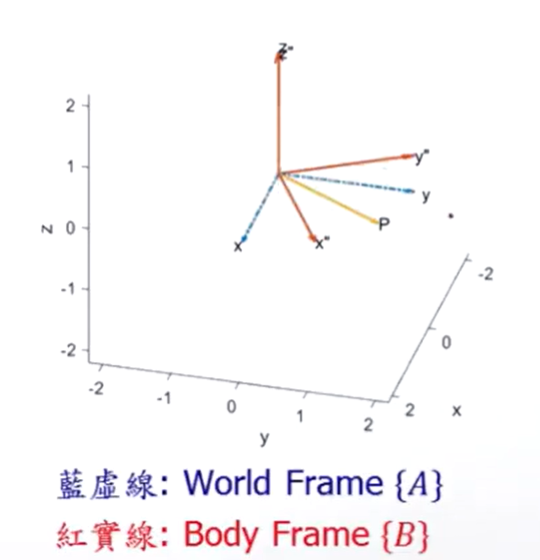 z"
y"
y
P
x
x"
z
2
1
0
-1
-2
-2
-1
0
1
2
y
-2
0
2
x
藍虛線: World Frame {A}
紅實線: Body Frame {B}